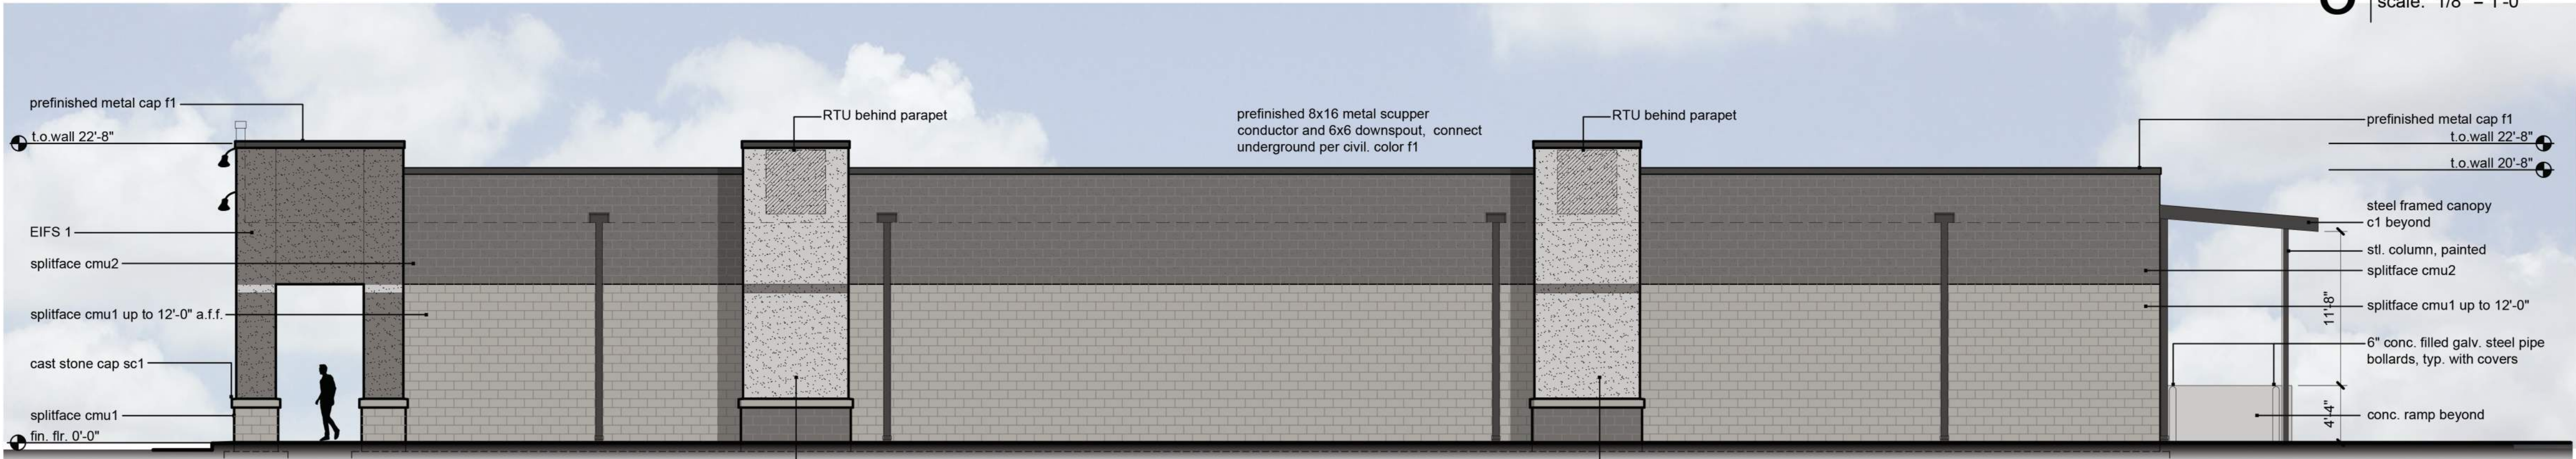 scale: 1/8" = 1'-0"
prefinished metal cap f1
t.o.wall 22'-8"
EIFS 1
splitface cmu2
splitface cmu1 up to 12'-0" a.f.f.
cast stone cap sc1
splitface cmu1
fin. flr. 0'-0"
RTU behind parapet
prefinished 8x16 metal scupper
conductor and 6x6 downspout, connect
underground per civil. color f1
RTU behind parapet
prefinished metal cap f1
t.o.wall 22'-8"
t.o.wall 20'-8"
steel framed canopy
c1 beyond
stl. column, painted
splitface cmu2
splitface cmu1 up to 12'-0"
11'-8"
6" conc. filled galv. steel pipe
bollards, typ. with covers
conc. ramp beyond
4'-4"